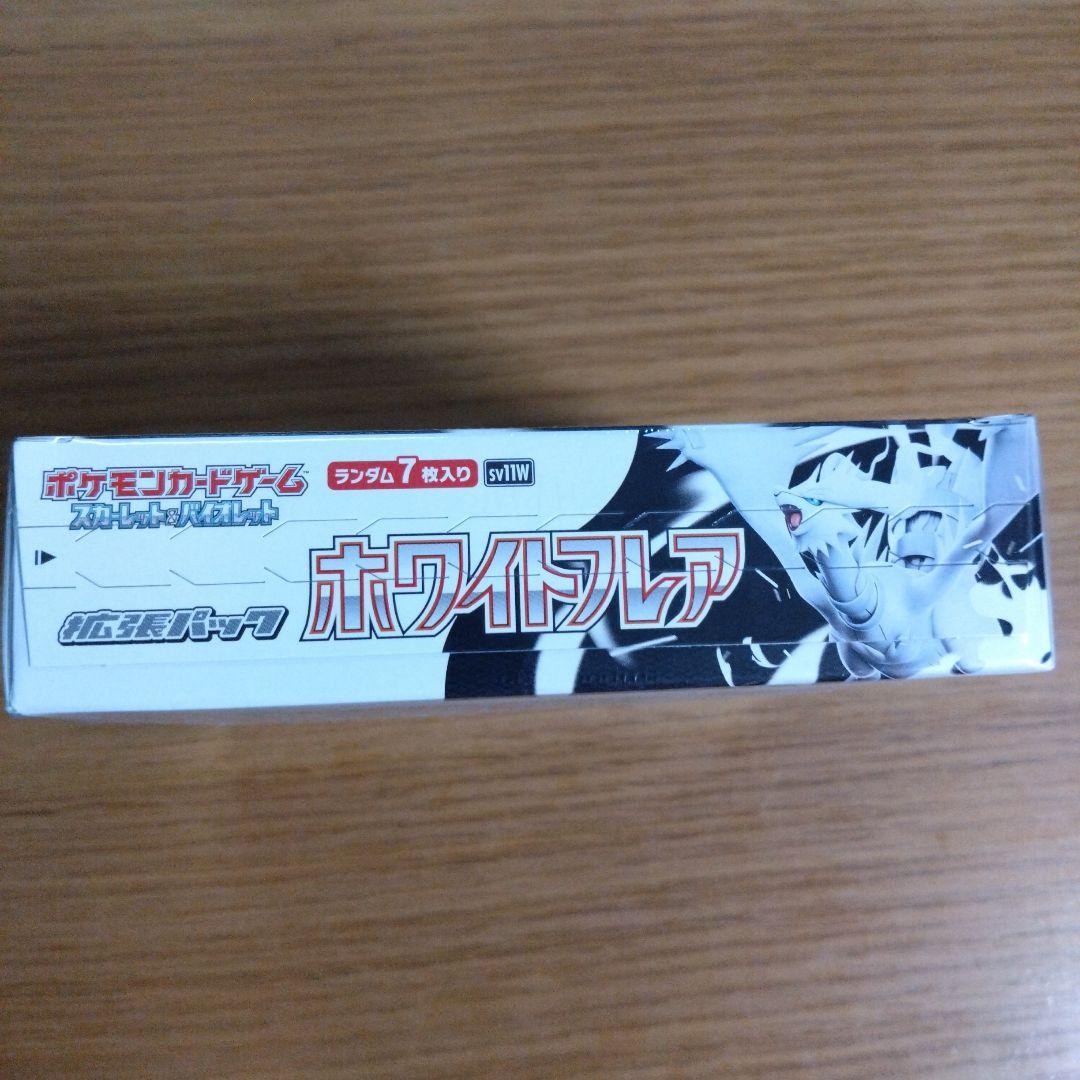 ポケモンカードゲーム™
スカーレット&バイオレット
ランダム7枚入り sv11W
拡張パック ホワイトフレア